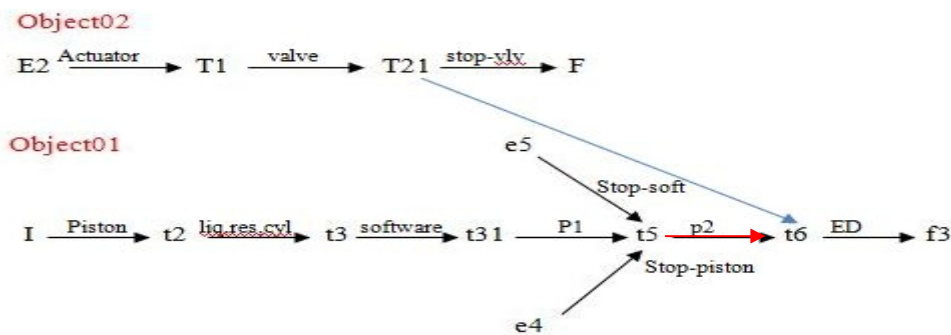 Object02
E2 Actuator T1 valve T21 stop-vlv F
Object01
e5
Stop-soft
I Piston t2 liq.res.cyl t3 software t31 P1 t5 p2 t6 ED f3
Stop-piston
e4